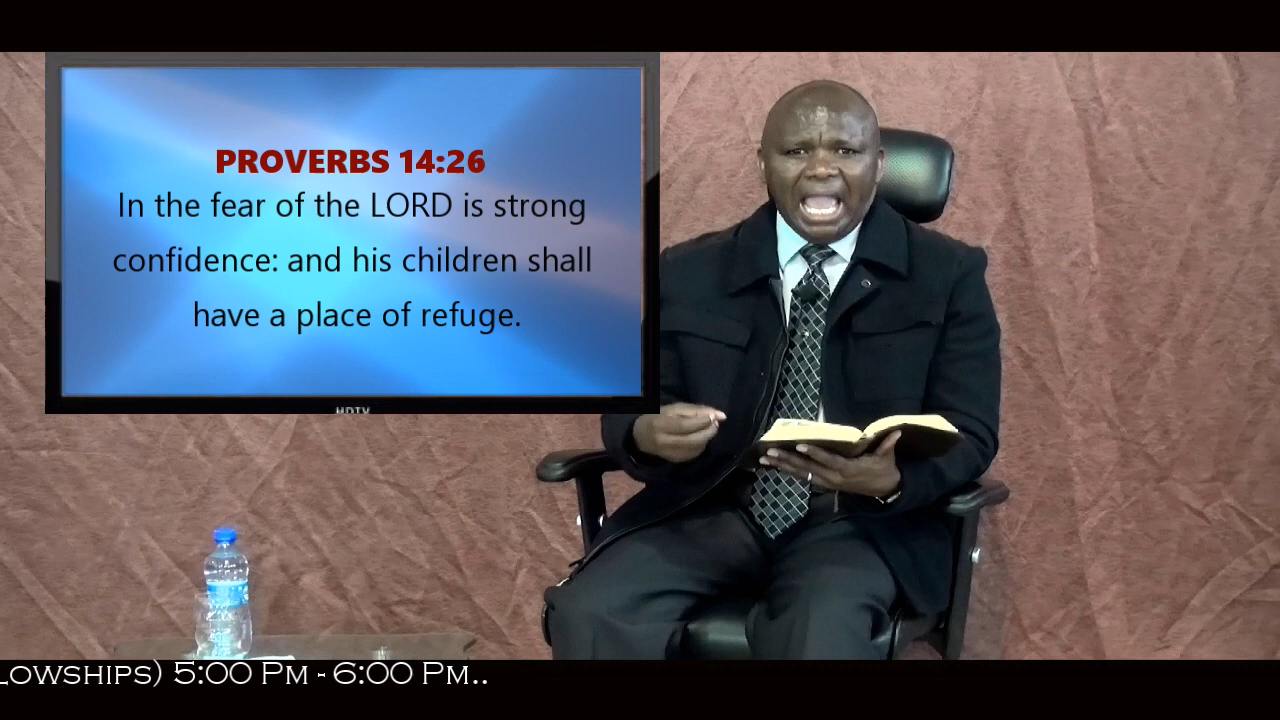 PROVERBS 14:26
In the fear of the LORD is strong
confidence: and his children shall
have a place of refuge.
HDTV
LOWSHIPS) 5:00 PM - 6:00 PM..